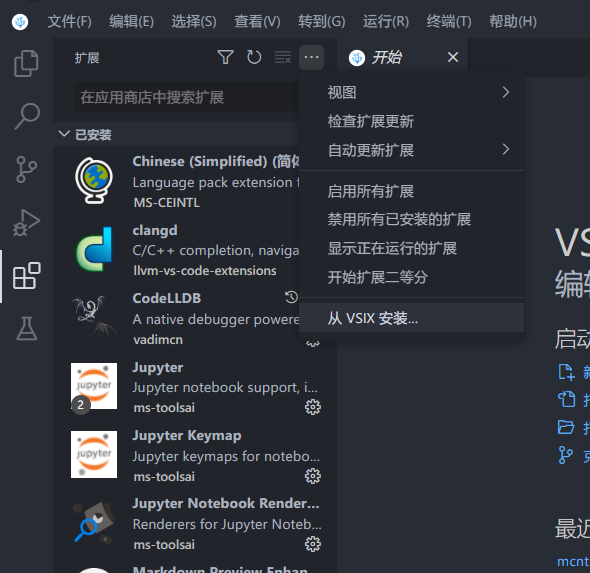 文件(F) 编辑(E) 选择(S) 查看(V) 转到(G) 运行(R) 终端(T) 帮助(H)
扩展
开始
在应用商店中搜索扩展
已安装
Chinese (Simplified) (简体
Language pack extension f
MS-CEINTL
clangd
C/C++ completion, naviga
llvm-vs-code-extensions
CodeLLDB
A native debugger powere
vadimcn
Jupyter
Jupyter notebook support, i...
ms-toolsai
2
Jupyter Keymap
Jupyter keymaps for notebo...
ms-toolsai
Jupyter Notebook Rendere...
Renderers for Jupyter Noteb...
ms-toolsai
Markdown Preview Enhan
视图
检查扩展更新
自动更新扩展
启用所有扩展
禁用所有已安装的扩展
显示正在运行的扩展
开始扩展二等分
从 VSIX 安装...
VS
编辑
启动
最近
mcnt